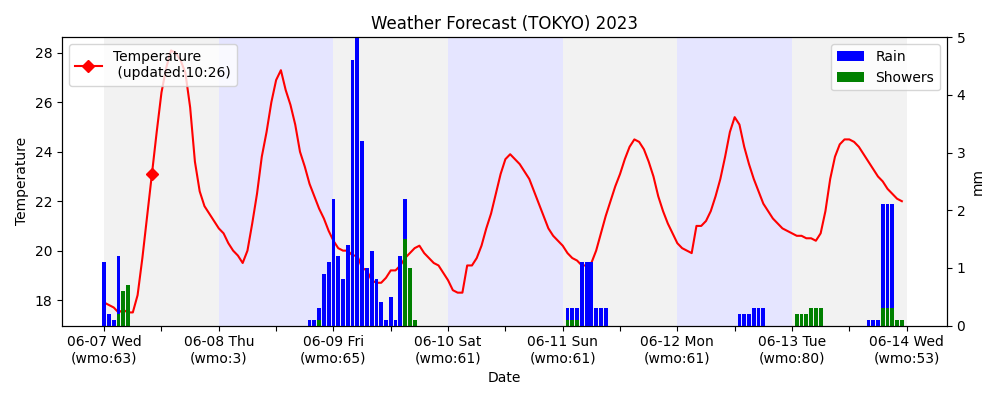 Weather Forecast (TOKYO) 2023
Temperature
(updated:10:26)
Rain
Showers
28
26
24
22
20
18
Temperature
5
4
3
2
1
0
mm
06-07 Wed
(wmo:63)
06-08 Thu
(wmo:3)
06-09 Fri
(wmo:65)
06-10 Sat
(wmo:61)
06-11 Sun
(wmo:61)
06-12 Mon
(wmo:61)
06-13 Tue
(wmo:80)
06-14 Wed
(wmo:53)
Date